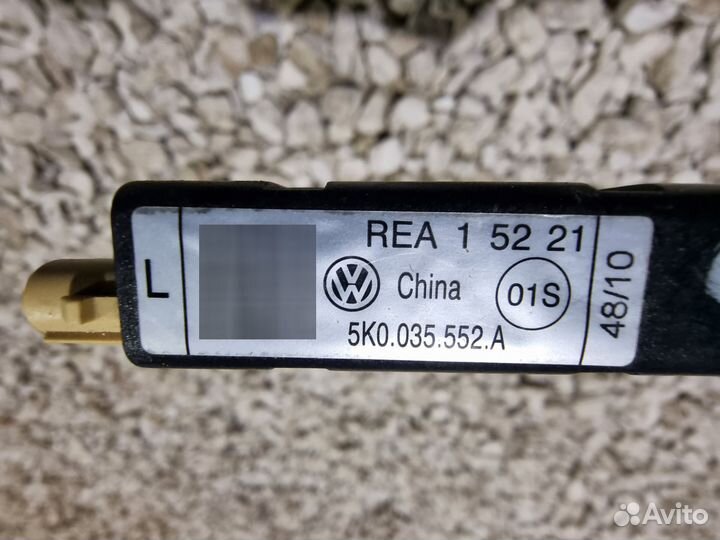 L
REA 1 52 21
China
01S
5K0.035.552.A
48/10
Avito